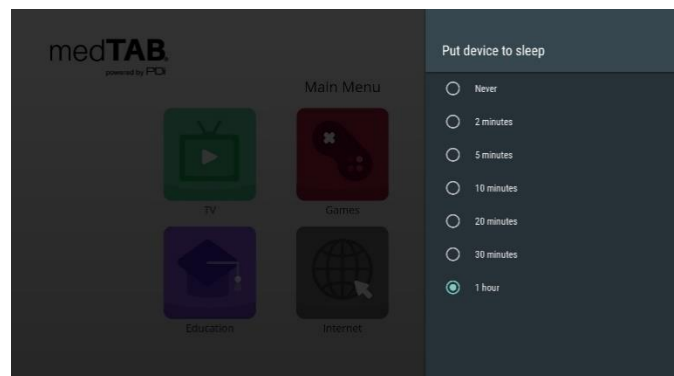 medTAB®
powered by PDi
Main Menu
TV
Games
Education
Internet
Put device to sleep
Never
2 minutes
5 minutes
10 minutes
20 minutes
30 minutes
1 hour